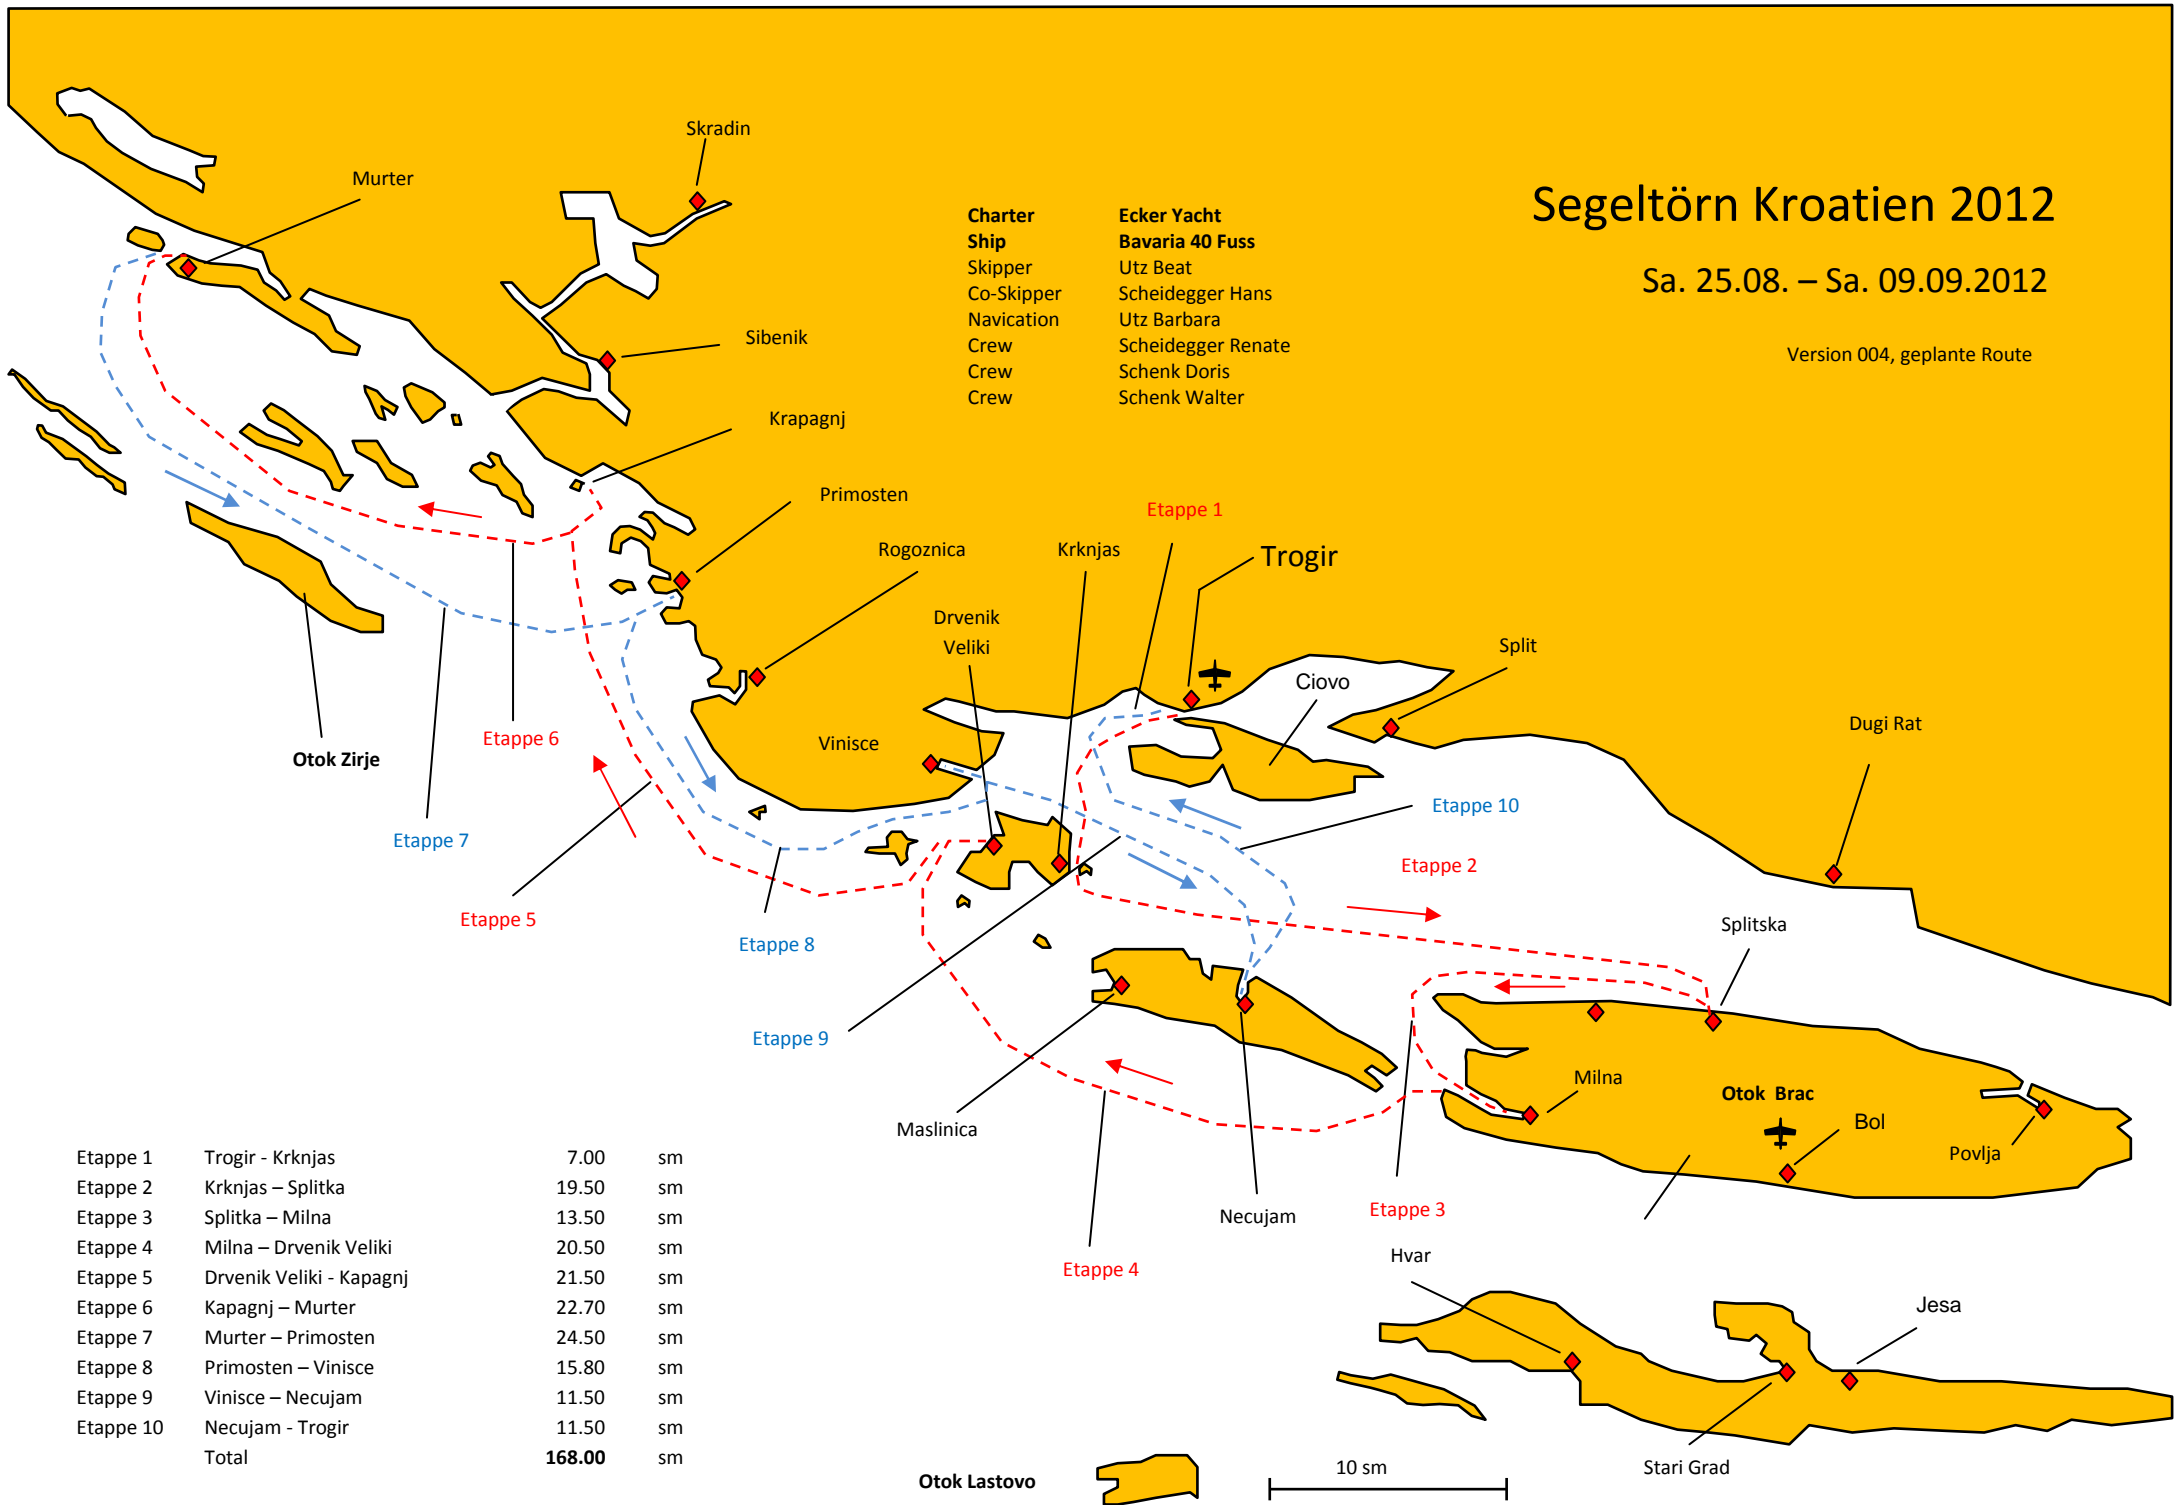 Segeltörn Kroatien 2012
Sa. 25.08. – Sa. 09.09.2012
Version 004, geplante Route
Charter Ecker Yacht
Ship Bavaria 40 Fuss
Skipper Utz Beat
Co-Skipper Scheidegger Hans
Navication Utz Barbara
Crew Scheidegger Renate
Crew Schenk Doris
Crew Schenk Walter
Skradin
Murter
Sibenik
Krapagnj
Primosten
Rogoznica
Etappe 1
Krknjas
Trogir
Drvenik
Veliki
Split
Ciovo
Dugi Rat
Vinisce
Etappe 6
Otok Zirje
Etappe 7
Etappe 10
Etappe 2
Etappe 5
Etappe 8
Splitska
Etappe 9
Milna
Otok Brac
Bol
Povlja
Maslinica
Necujam
Etappe 3
Etappe 4
Hvar
Jesa
Stari Grad
Etappe 1 Trogir - Krknjas 7.00 sm
Etappe 2 Krknjas – Splitka 19.50 sm
Etappe 3 Splitka – Milna 13.50 sm
Etappe 4 Milna – Drvenik Veliki 20.50 sm
Etappe 5 Drvenik Veliki - Kapagnj 21.50 sm
Etappe 6 Kapagnj – Murter 22.70 sm
Etappe 7 Murter – Primosten 24.50 sm
Etappe 8 Primosten – Vinisce 15.80 sm
Etappe 9 Vinisce – Necujam 11.50 sm
Etappe 10 Necujam - Trogir 11.50 sm
Total 168.00 sm
Otok Lastovo
10 sm